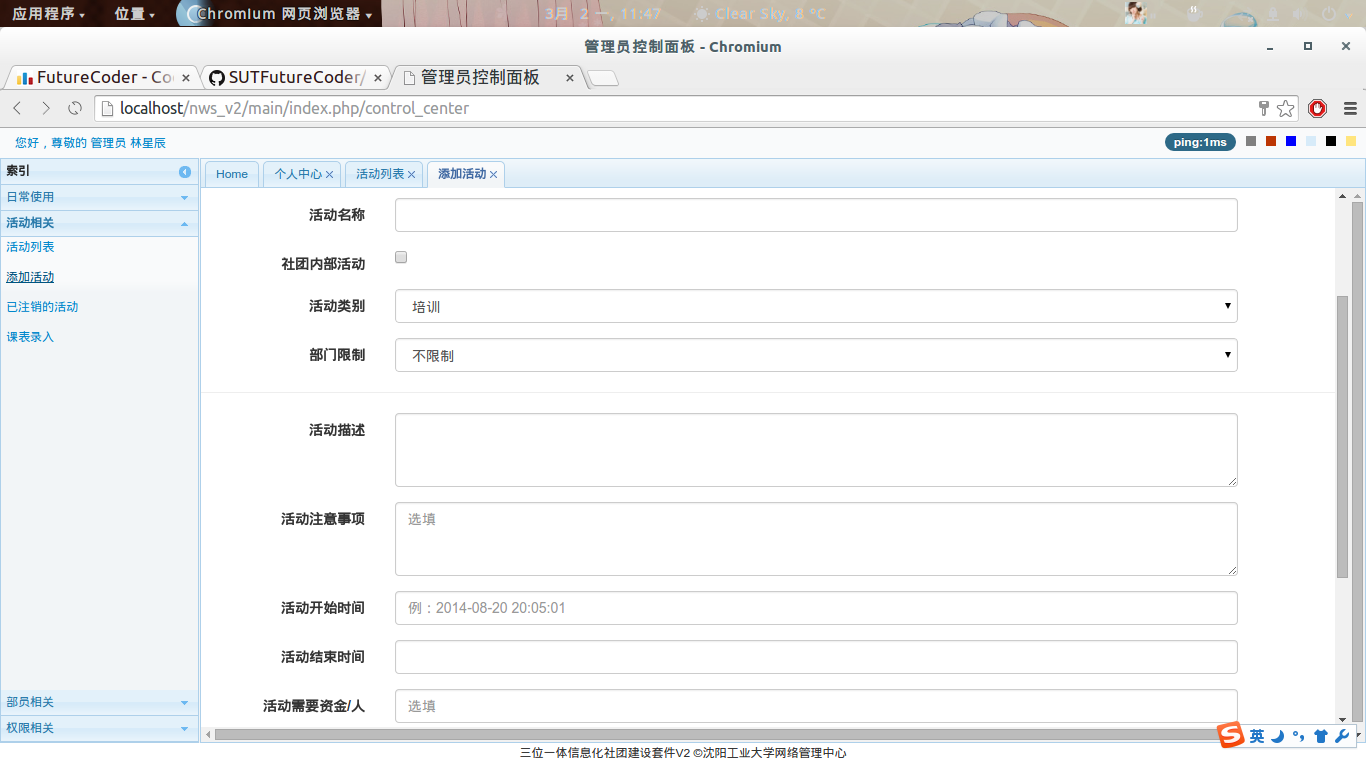 应用程序 位置 Chromium 网页浏览器 3月 2 一, 11:47 Clear Sky, 8 °C
管理员控制面板 - Chromium
FutureCoder - Co SUTFutureCoder/ 管理员控制面板
localhost/nws_v2/main/index.php/control_center
您好，尊敬的 管理员 林星辰 ping:1ms
索引
日常使用
活动相关
活动列表
添加活动
已注销的活动
课表录入
部员相关
权限相关
Home 个人中心 活动列表 添加活动
活动名称
社团内部活动
活动类别 培训
部门限制 不限制
活动描述
活动注意事项 选填
活动开始时间 例：2014-08-20 20:05:01
活动结束时间
活动需要资金/人 选填
英
三位一体信息化社团建设套件V2 ©沈阳工业大学网络管理中心